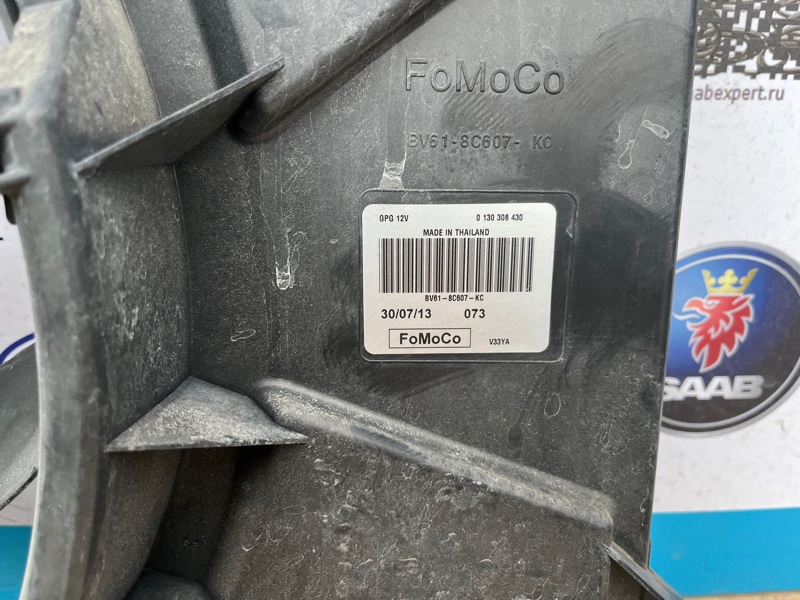 FoMoCo
BV61-8C607- KC
abexpert.ru
GPG 12V 0 130 308 430
MADE IN THAILAND
BV61-8C607-KC
30/07/13 073
FoMoCo V33YA
SAAB